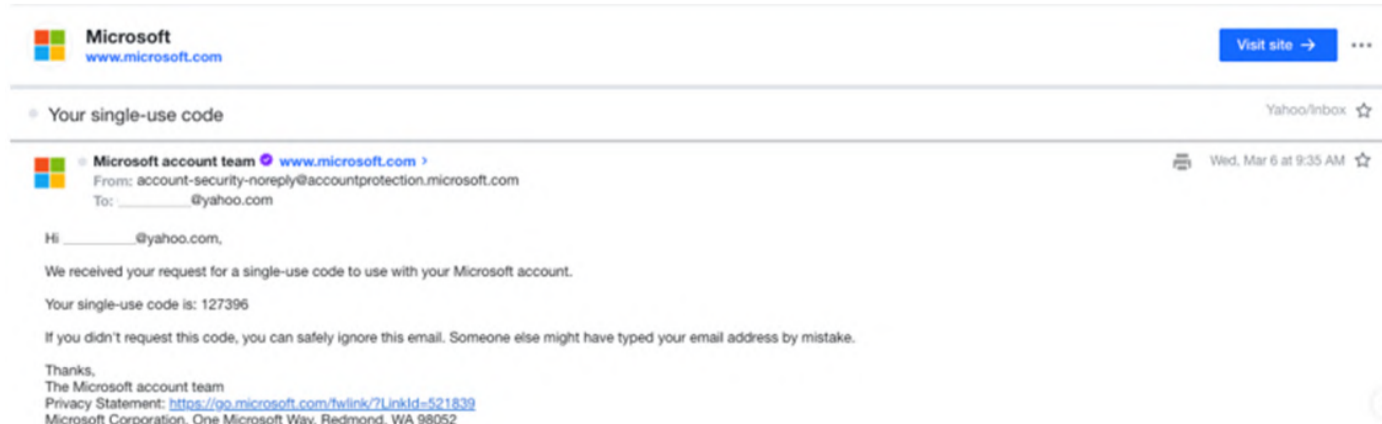 Microsoft
www.microsoft.com
Visit site →
Your single-use code
Yahoo/Inbox
Microsoft account team www.microsoft.com >
Wed, Mar 6 at 9:35 AM
From: account-security-noreply@accountprotection.microsoft.com
To: __________@yahoo.com
Hi __________@yahoo.com,
We received your request for a single-use code to use with your Microsoft account.
Your single-use code is: 127396
If you didn't request this code, you can safely ignore this email. Someone else might have typed your email address by mistake.
Thanks,
The Microsoft account team
Privacy Statement: https://go.microsoft.com/fwlink/?LinkId=521839
Microsoft Corporation, One Microsoft Way, Redmond, WA 98052